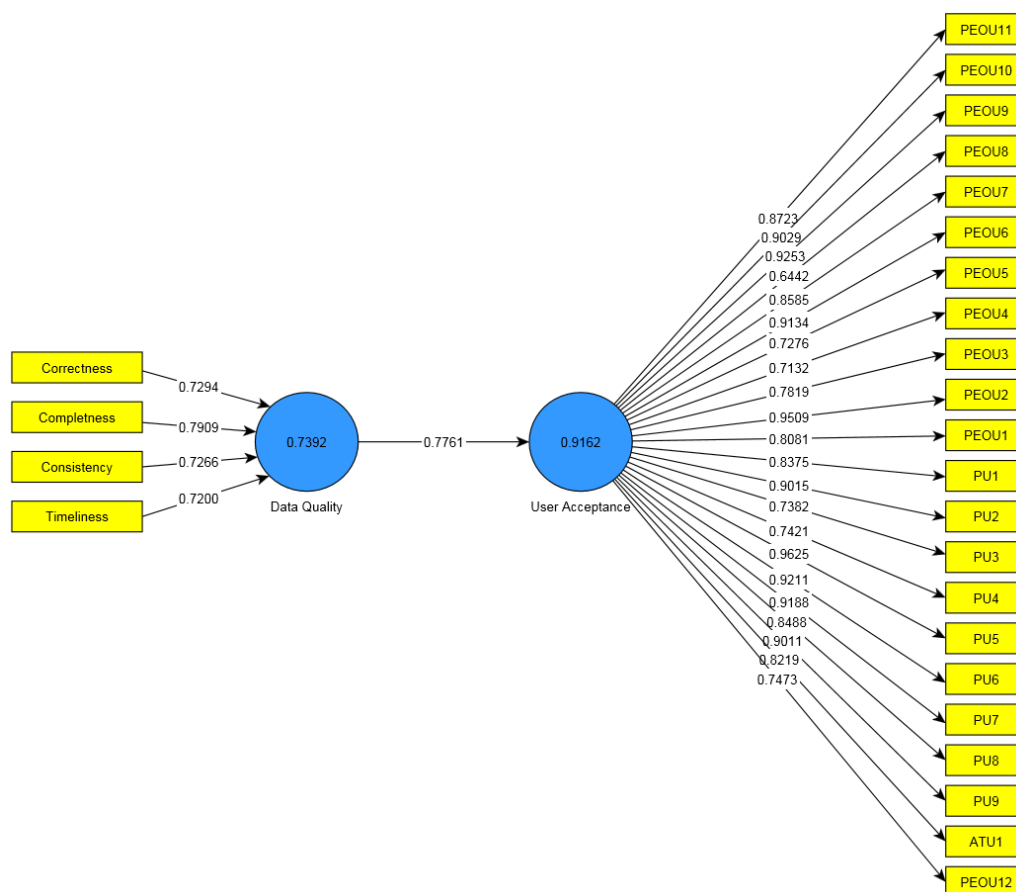 PEOU11
PEOU10
PEOU9
PEOU8
PEOU7
PEOU6
PEOU5
PEOU4
PEOU3
PEOU2
PEOU1
PU1
PU2
PU3
PU4
PU5
PU6
PU7
PU8
PU9
ATU1
PEOU12
0.8723
0.9029
0.9253
0.6442
0.8585
0.9134
0.7276
0.7132
0.7819
0.9509
0.8081
0.8375
0.9015
0.7382
0.7421
0.9625
0.9211
0.9188
0.8488
0.9011
0.8219
0.7473
Correctness
Completness
Consistency
Timeliness
0.7294
0.7909
0.7266
0.7200
0.7392
Data Quality
0.7761
0.9162
User Acceptance